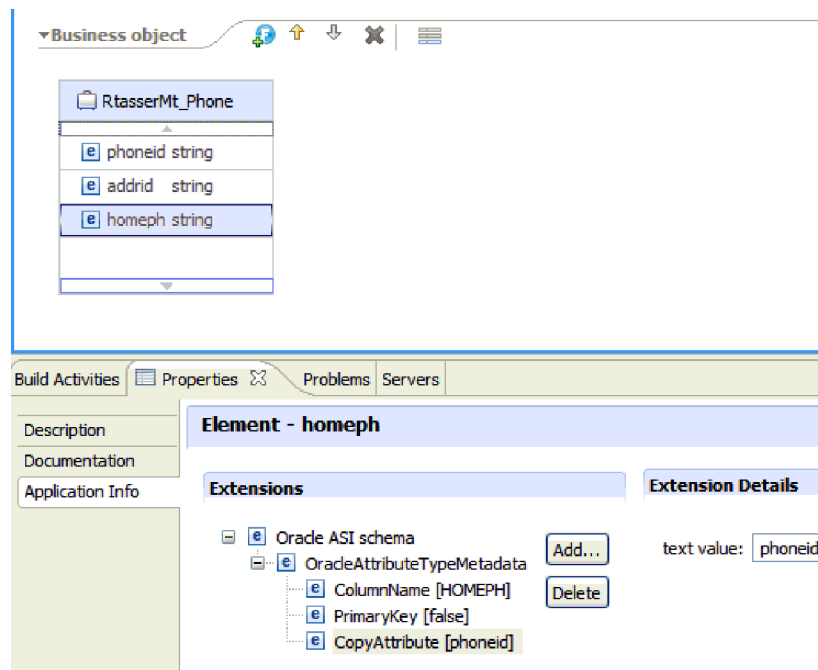 Business object
RtasserMt_Phone
e phoneid string
e addrid string
e homeph string
Build Activities Properties Problems Servers
Description
Documentation
Application Info
Element - homeph
Extensions
e Oracle ASI schema
e OracleAttributeTypeMetadata
e ColumnName [HOMEPH]
e PrimaryKey [false]
e CopyAttribute [phoneid]
Add...
Delete
Extension Details
text value: phoneid